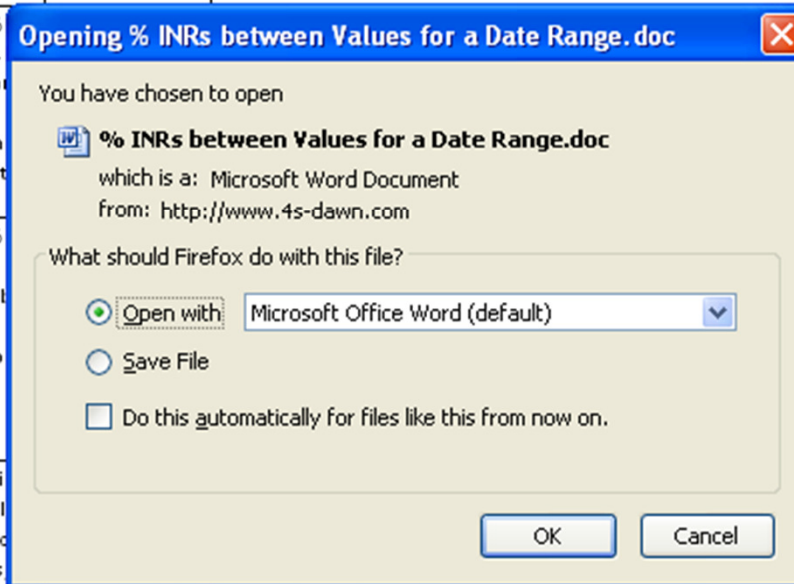 Opening % INRs between Values for a Date Range.doc
You have chosen to open
% INRs between Values for a Date Range.doc
which is a: Microsoft Word Document
from: http://www.4s-dawn.com
What should Firefox do with this file?
Open with Microsoft Office Word (default)
Save File
Do this automatically for files like this from now on.
OK Cancel